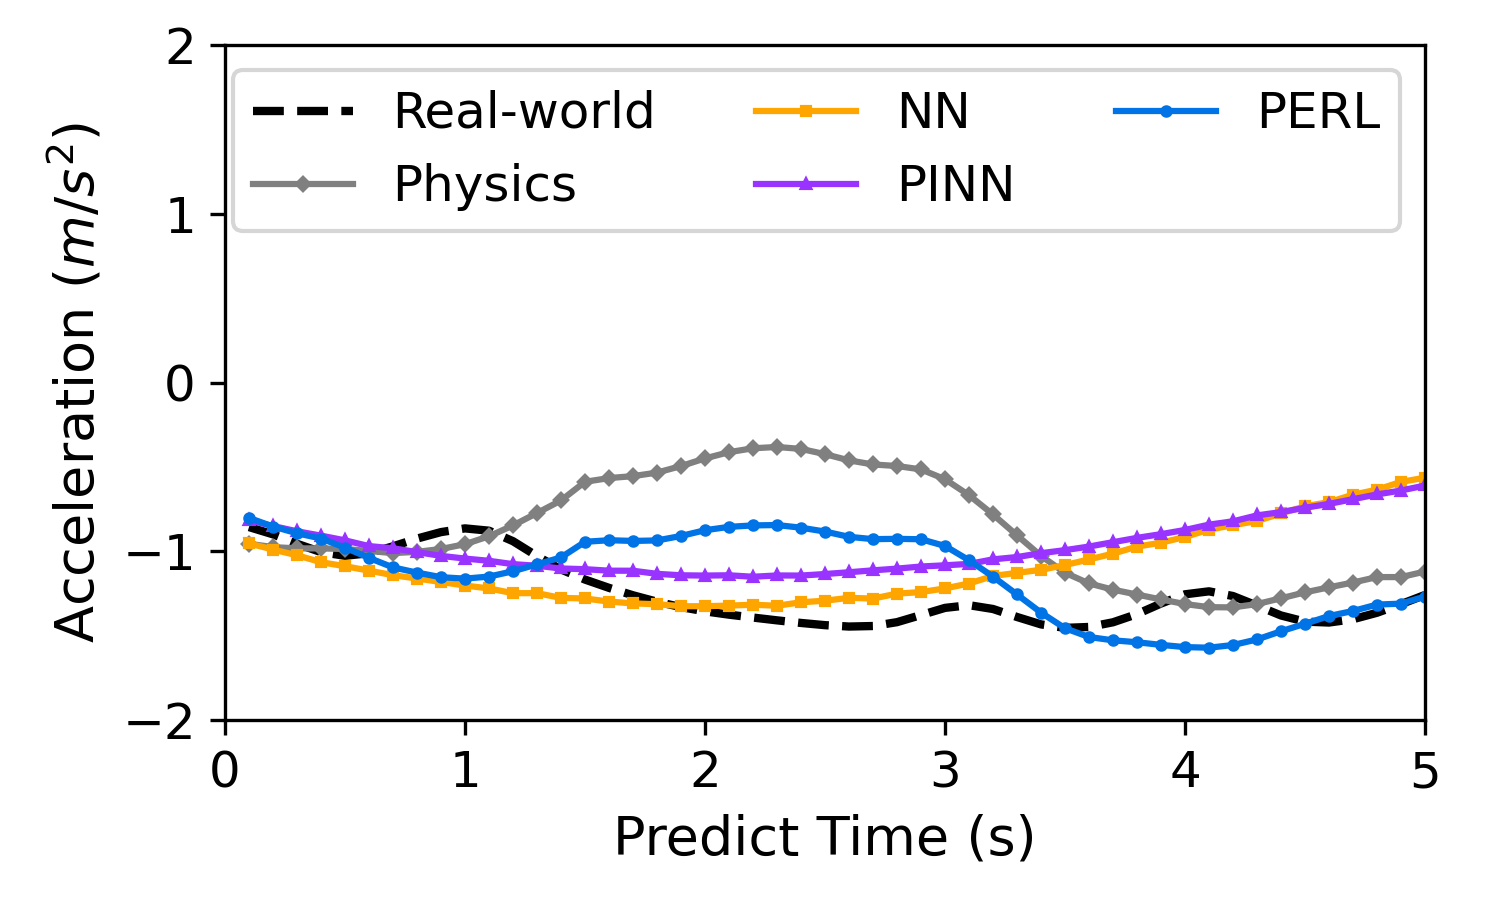 2
1
0
−1
−2
Acceleration (m/s²)
Real-world
Physics
NN
PINN
PERL
0 1 2 3 4 5
Predict Time (s)